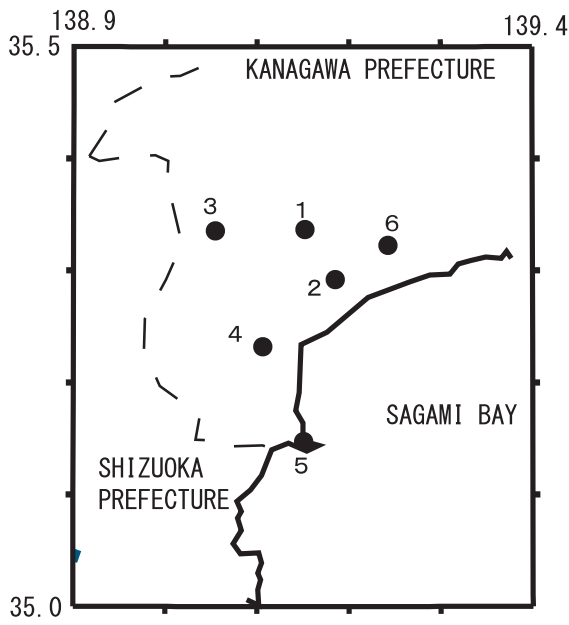 138.9
139.4
35.5
KANAGAWA PREFECTURE
3
1
6
2
4
SAGAMI BAY
5
SHIZUOKA
PREFECTURE
35.0